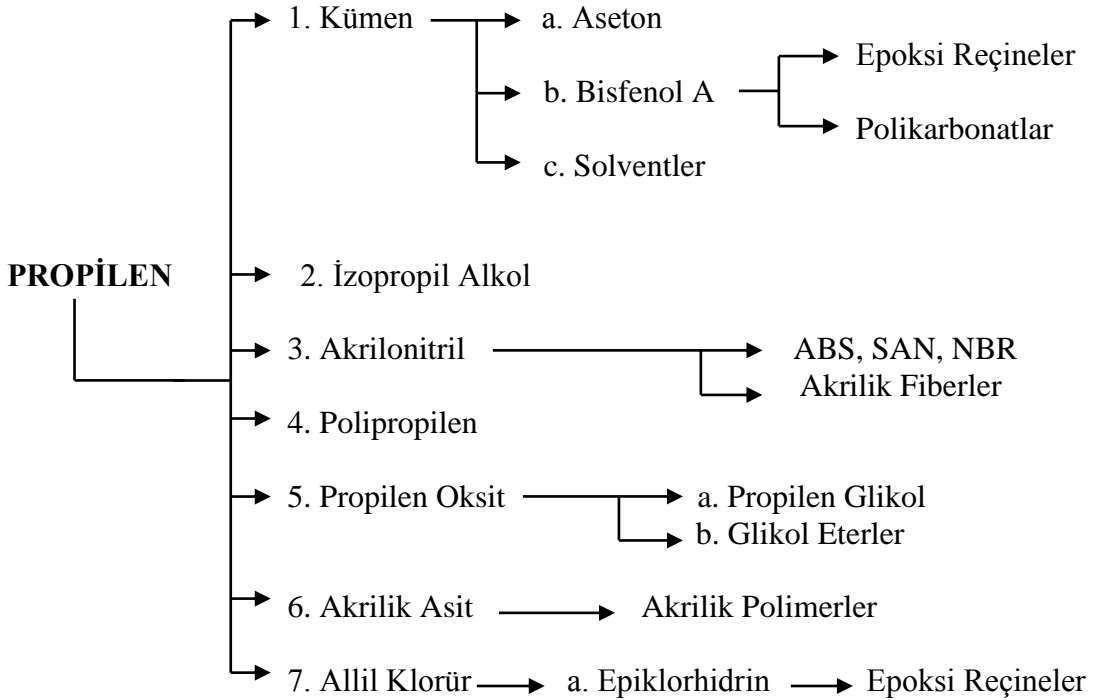 1. Kümen
a. Aseton
b. Bisfenol A
Epoksi Reçineler
Polikarbonatlar
c. Solventler
PROPİLEN
2. İzopropil Alkol
3. Akrilonitril
ABS, SAN, NBR
Akrilik Fiberler
4. Polipropilen
5. Propilen Oksit
a. Propilen Glikol
b. Glikol Eterler
6. Akrilik Asit
Akrilik Polimerler
7. Allil Klorür
a. Epiklorhidrin
Epoksi Reçineler